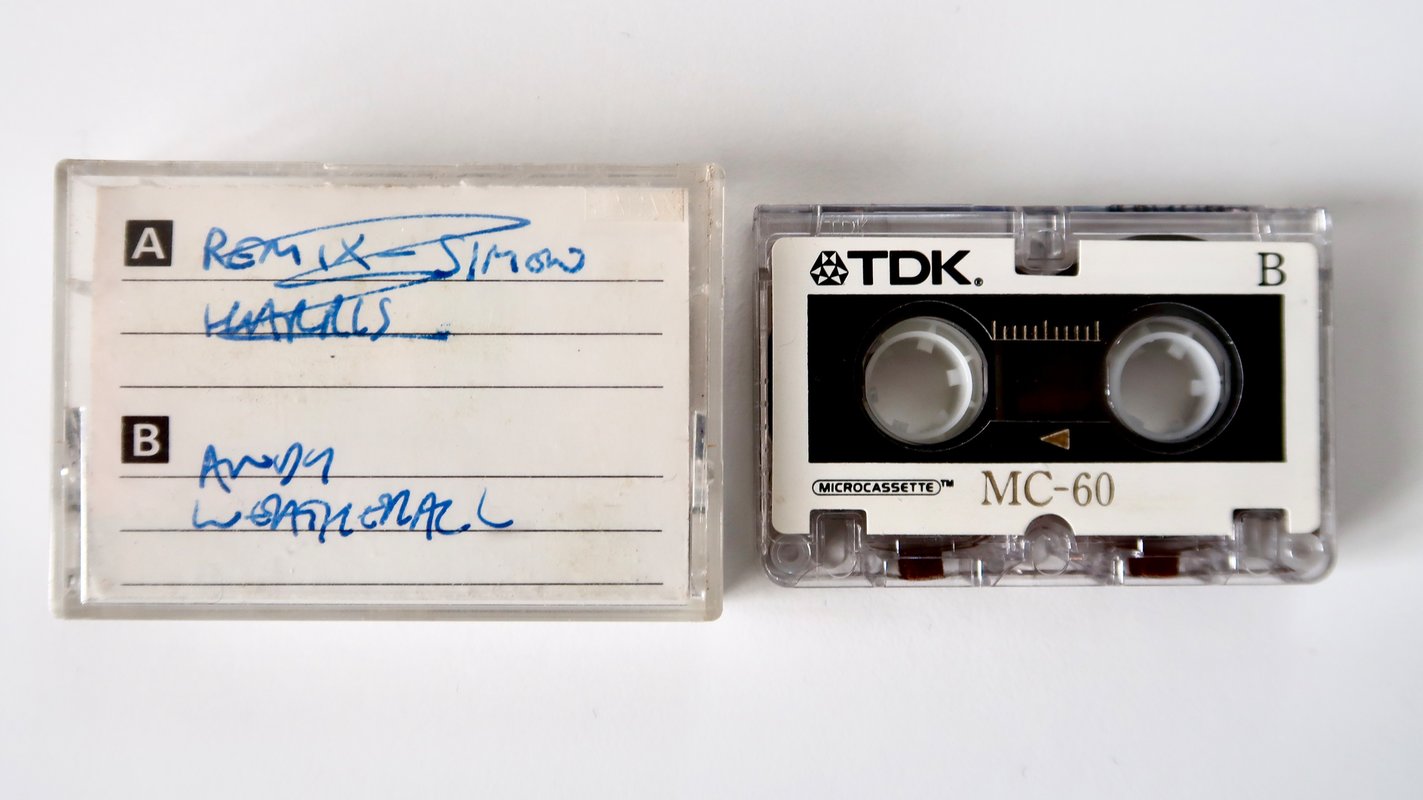 A REMIX - SIMON
HARRIS
B ANDY
WEATHERALL
TDK®
B
MICROCASSETTE™ MC-60